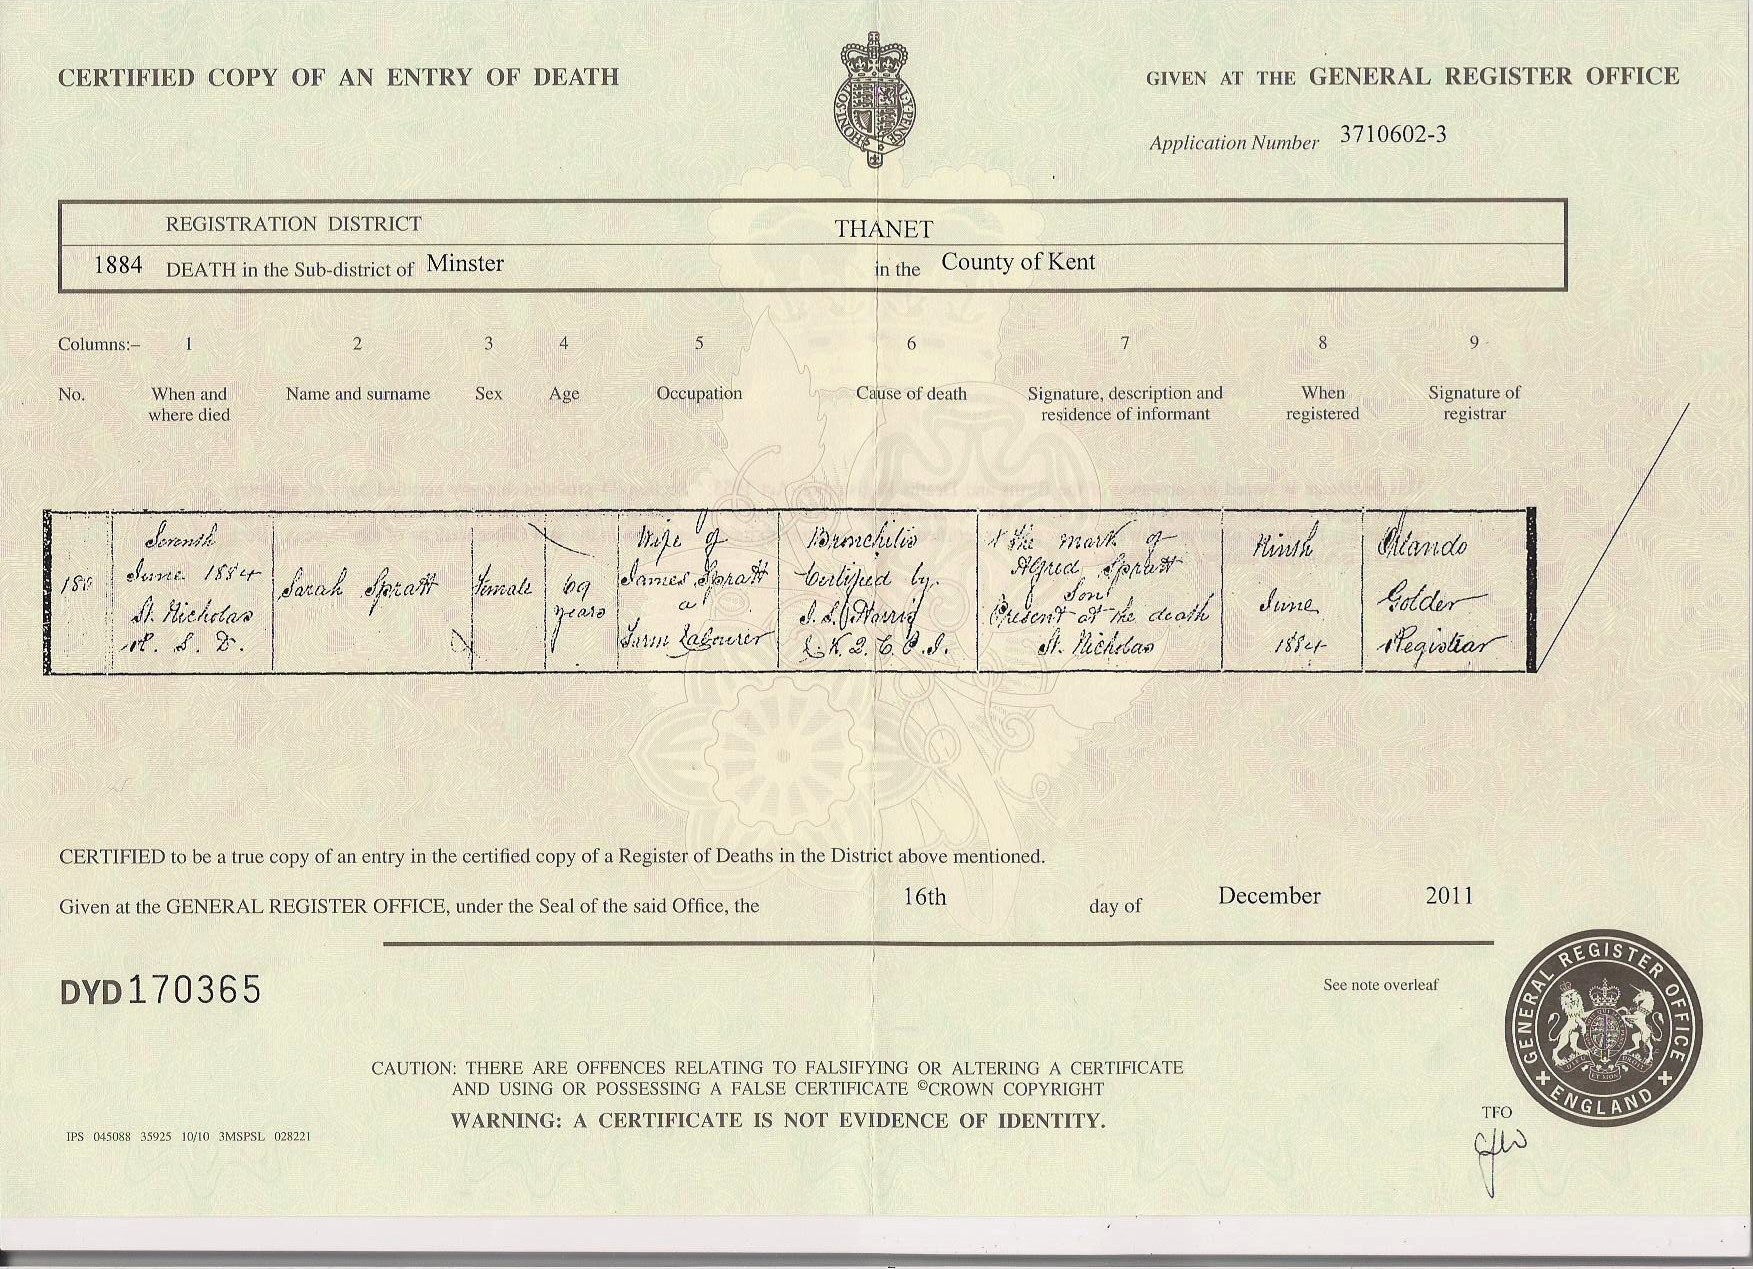 CERTIFIED COPY OF AN ENTRY OF DEATH
GIVEN AT THE GENERAL REGISTER OFFICE
HONI·SOI
AL·Y·PENSE
Application Number 3710602-3
REGISTRATION DISTRICT THANET
1884 DEATH in the Sub-district of Minster in the County of Kent
Columns:– 1 2 3 4 5 6 7 8 9
No. When and where died Name and surname Sex Age Occupation Cause of death Signature, description and residence of informant When registered Signature of registrar
Seventh
June 1884
St. Nicholas
R. S. D.
Sarah Spratt
Female
69
years
Wife of
James Spratt
a
Farm Labourer
Bronchitis
Certified by
Harris
L.K.Q.C.P.I.
X The mark of
Alfred Spratt
Son
Present at the death
St. Nicholas
Ninth
June
1884
Orlando
Golder
Registrar
CERTIFIED to be a true copy of an entry in the certified copy of a Register of Deaths in the District above mentioned.
Given at the GENERAL REGISTER OFFICE, under the Seal of the said Office, the 16th day of December 2011
DYD 170365
See note overleaf
GENERAL REGISTER OFFICE
ENGLAND
CAUTION: THERE ARE OFFENCES RELATING TO FALSIFYING OR ALTERING A CERTIFICATE
AND USING OR POSSESSING A FALSE CERTIFICATE ©CROWN COPYRIGHT
WARNING: A CERTIFICATE IS NOT EVIDENCE OF IDENTITY.
TFO
IPS 045088 35925 10/10 3MSPSL 028221